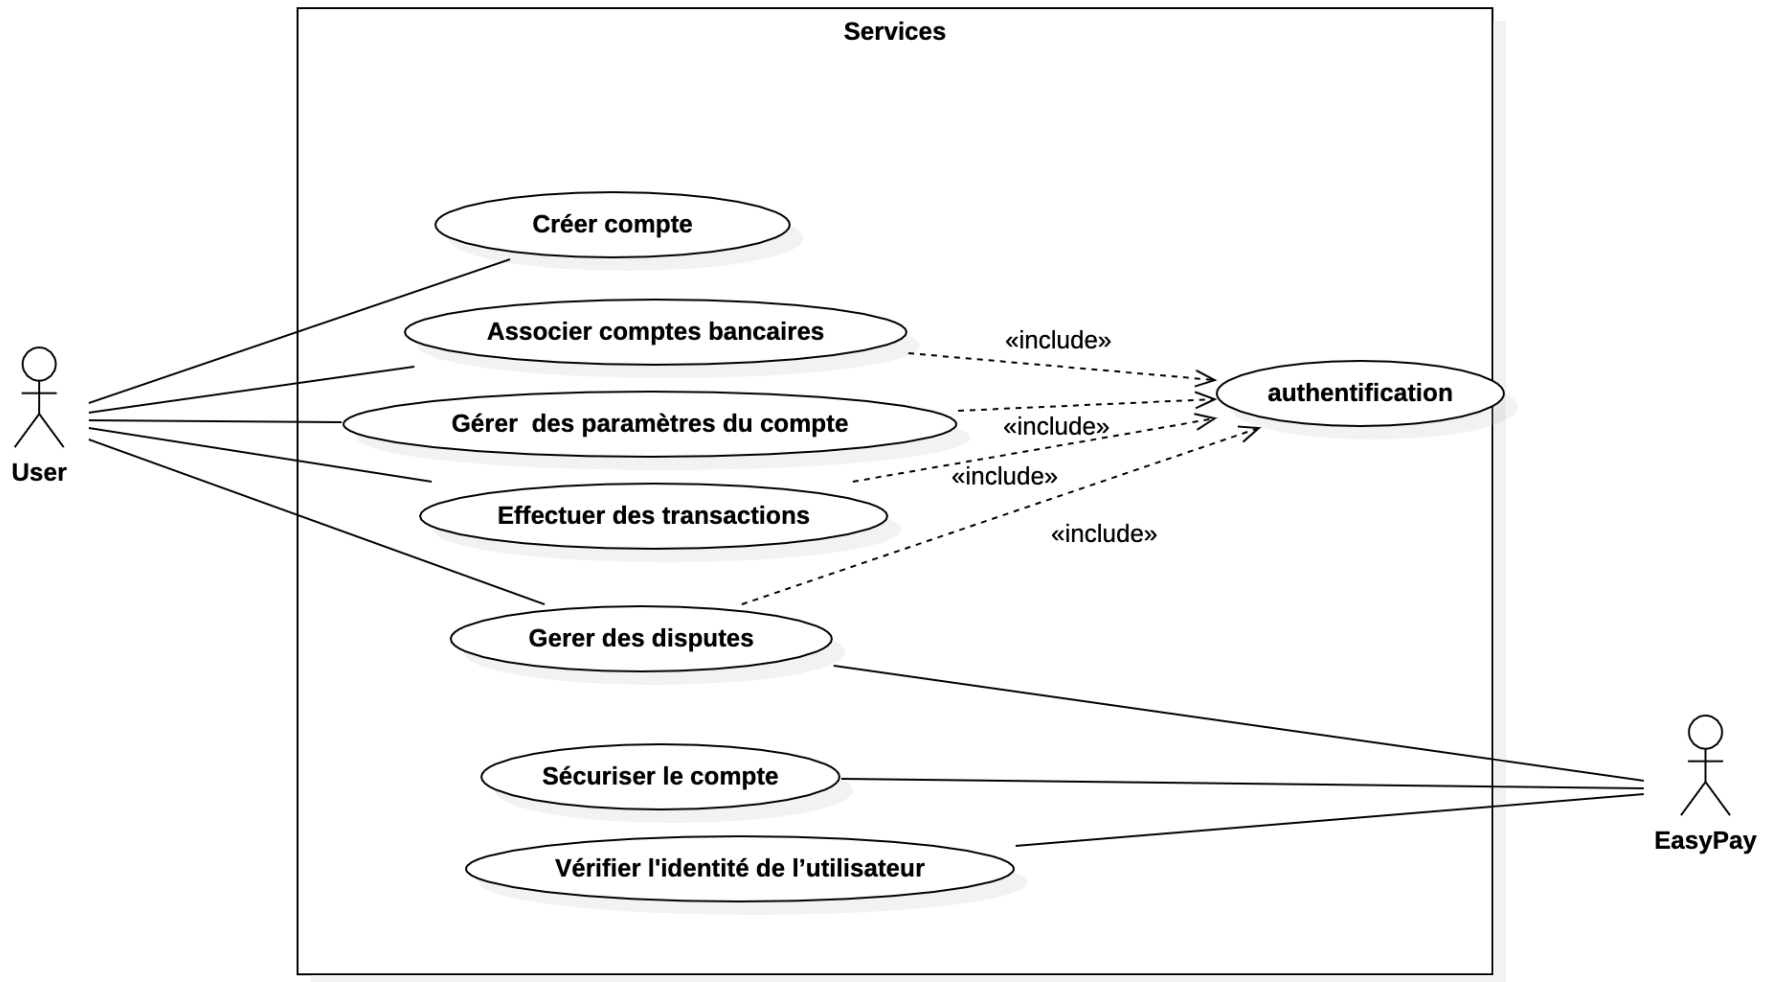 Services
Créer compte
Associer comptes bancaires
«include»
authentification
Gérer  des paramètres du compte
«include»
User
«include»
Effectuer des transactions
«include»
Gerer des disputes
Sécuriser le compte
EasyPay
Vérifier l'identité de l’utilisateur